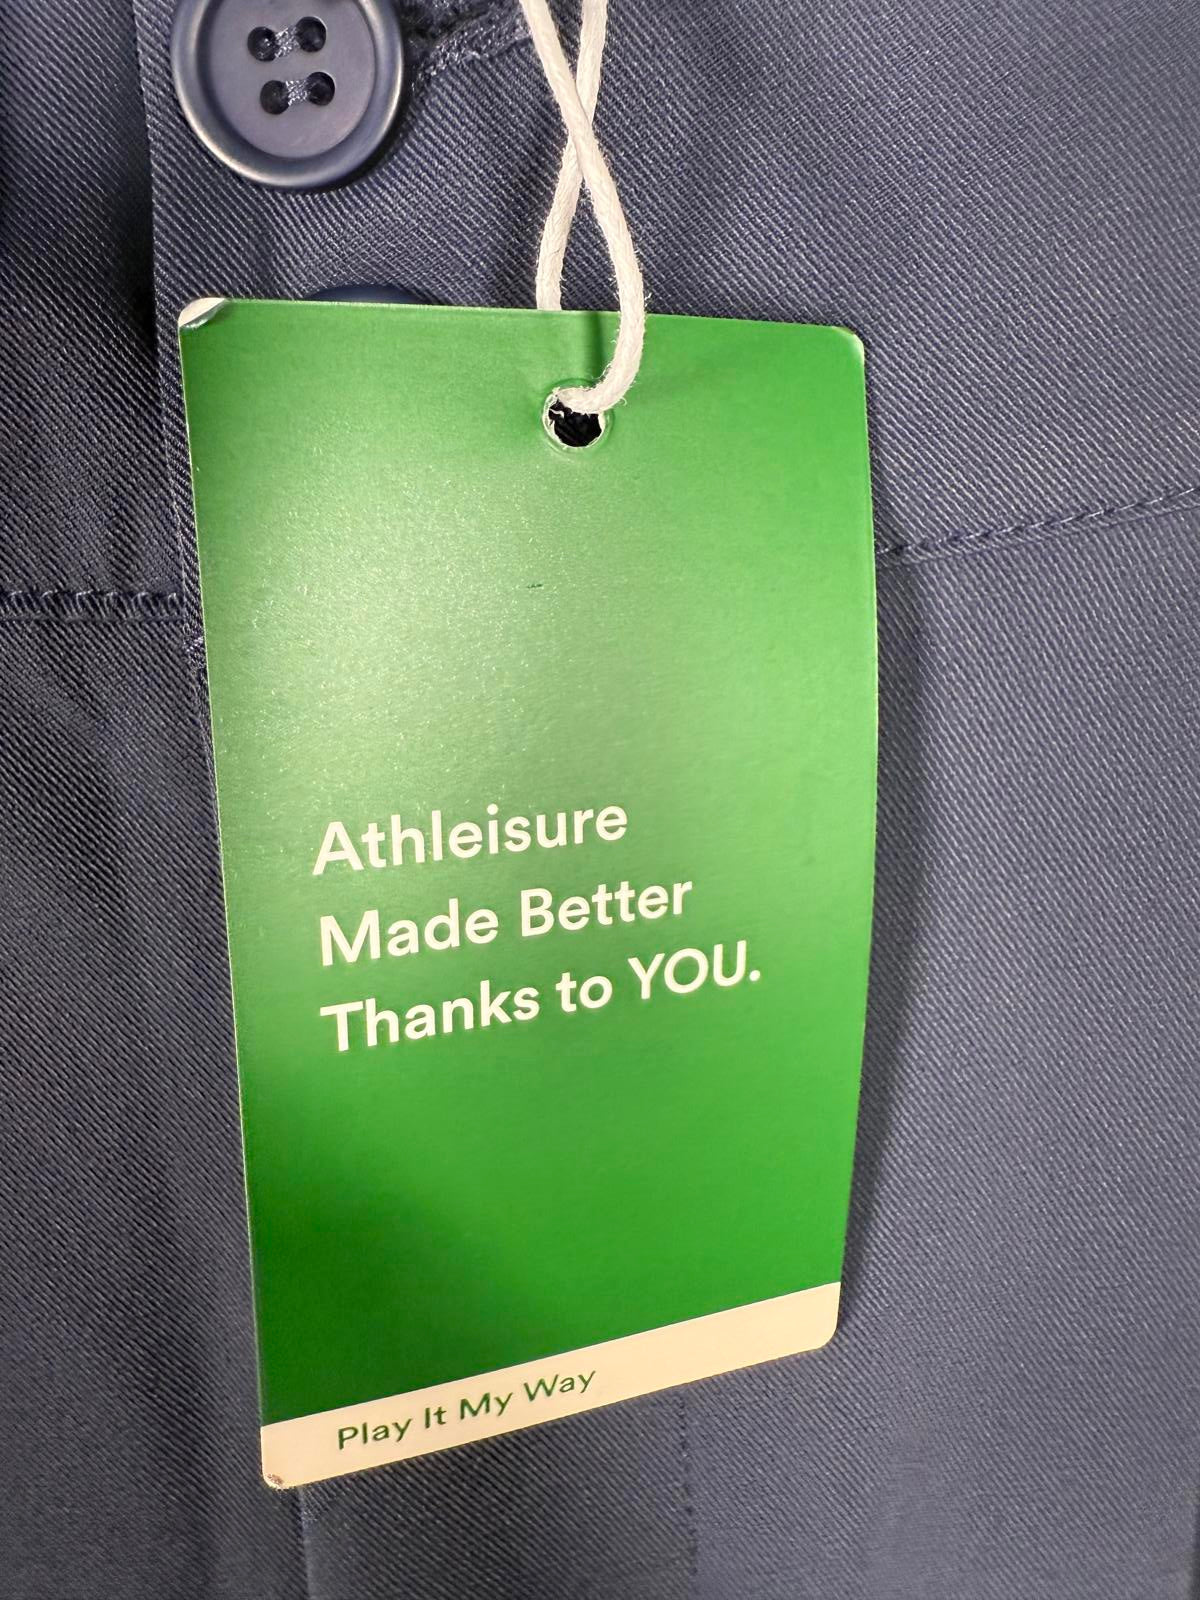 Athleisure
Made Better
Thanks to YOU.
Play It My Way